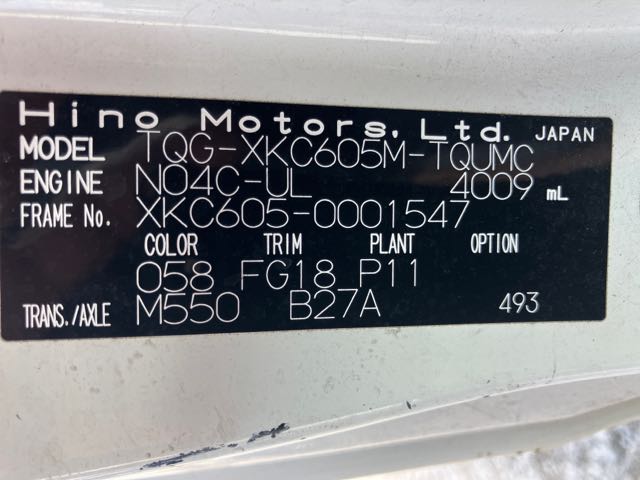 Hino Motors, Ltd. JAPAN
MODEL TQG-XKC605M-TQUMC
ENGINE N04C-UL 4009 mL
FRAME No. XKC605-0001547
COLOR TRIM PLANT OPTION
058 FG18 P11
TRANS./AXLE M550 B27A 493